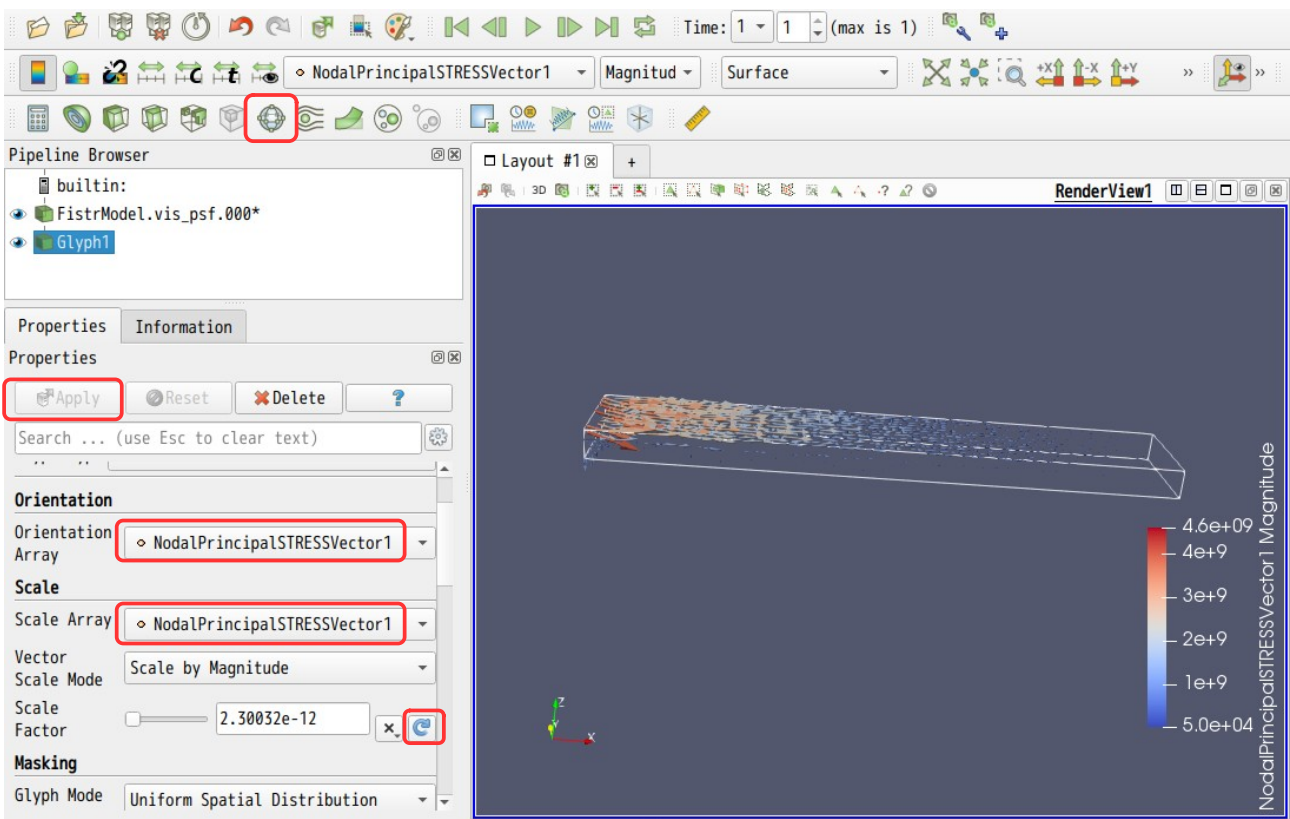 Time: 1 1 (max is 1)
NodalPrincipalSTRESSVector1 Magnitud Surface +X -X +Y »  »
Pipeline Browser
builtin:
FistrModel.vis_psf.000*
Glyph1
Properties Information
Properties
Apply Reset Delete ?
Search ... (use Esc to clear text)
Orientation
Orientation Array NodalPrincipalSTRESSVector1
Scale
Scale Array NodalPrincipalSTRESSVector1
Vector Scale Mode Scale by Magnitude
Scale Factor 2.30032e-12
Masking
Glyph Mode Uniform Spatial Distribution
Layout #1 +
3D RenderView1
Z
Y
X
4.6e+09
4e+9
3e+9
2e+9
1e+9
5.0e+04
NodalPrincipalSTRESSVector1 Magnitude